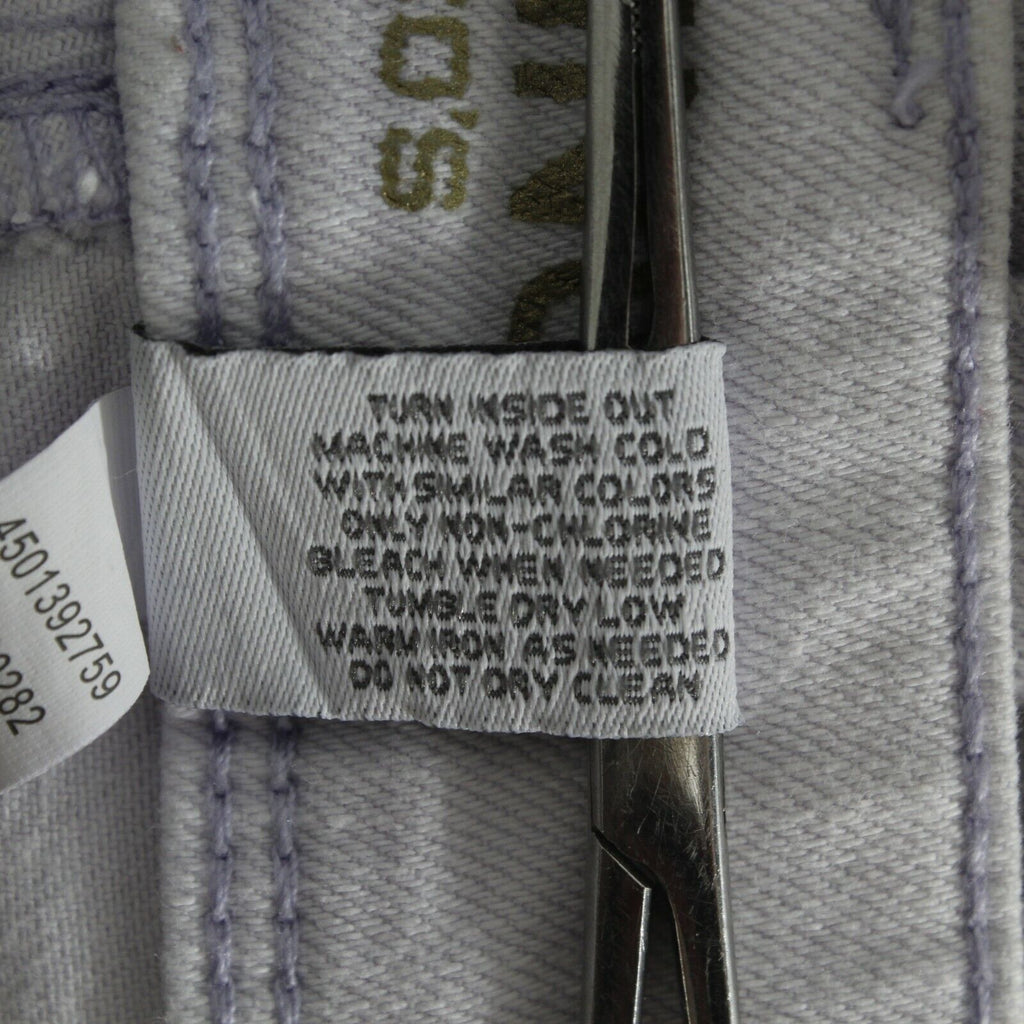 TURN INSIDE OUT
MACHINE WASH COLD
WITH SIMILAR COLORS
ONLY NON-CHLORINE
BLEACH WHEN NEEDED
TUMBLE DRY LOW
WARM IRON AS NEEDED
DO NOT DRY CLEAN
4501392759